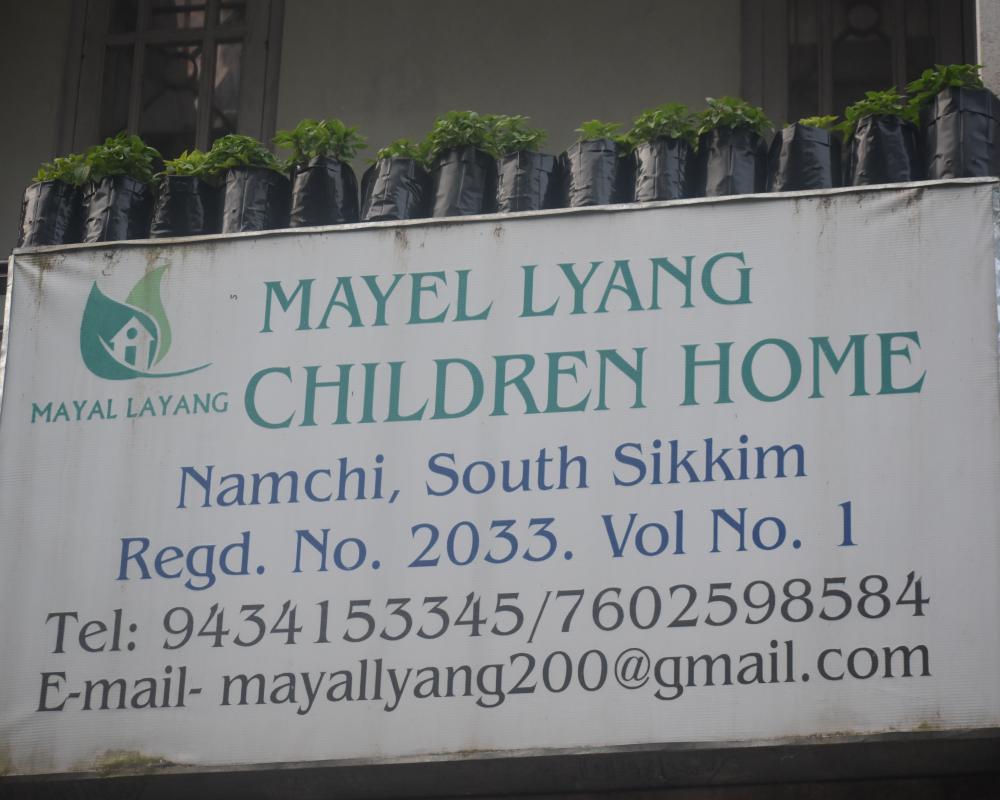 MAYEL LYANG
CHILDREN HOME
MAYAL LAYANG
Namchi, South Sikkim
Regd. No. 2033. Vol No. 1
Tel: 9434153345/7602598584
E-mail- mayallyang200@gmail.com